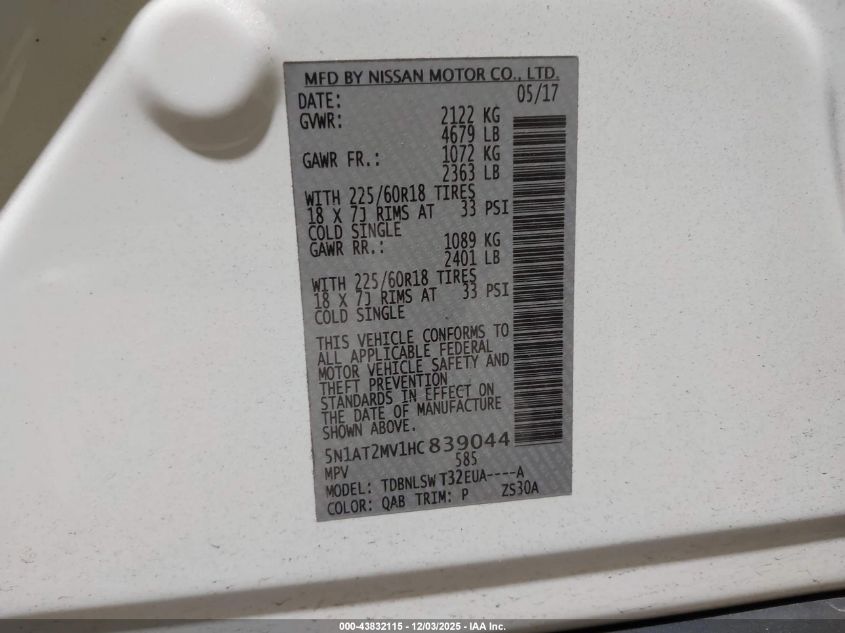 MFD BY NISSAN MOTOR CO., LTD.
DATE: 05/17
GVWR: 2122 KG
4679 LB
GAWR FR.: 1072 KG
2363 LB
WITH 225/60R18 TIRES
18 X 7J RIMS AT 33 PSI
COLD SINGLE
GAWR RR.: 1089 KG
2401 LB
WITH 225/60R18 TIRES
18 X 7J RIMS AT 33 PSI
COLD SINGLE
THIS VEHICLE CONFORMS TO
ALL APPLICABLE FEDERAL
MOTOR VEHICLE SAFETY AND
THEFT PREVENTION
STANDARDS IN EFFECT ON
THE DATE OF MANUFACTURE
SHOWN ABOVE.
5N1AT2MV1HC 839044
MPV 585
MODEL: TDBNLSW T32EUA----A
COLOR: QAB TRIM: P ZS30A
000-43832115 - 12/03/2025 - IAA Inc.